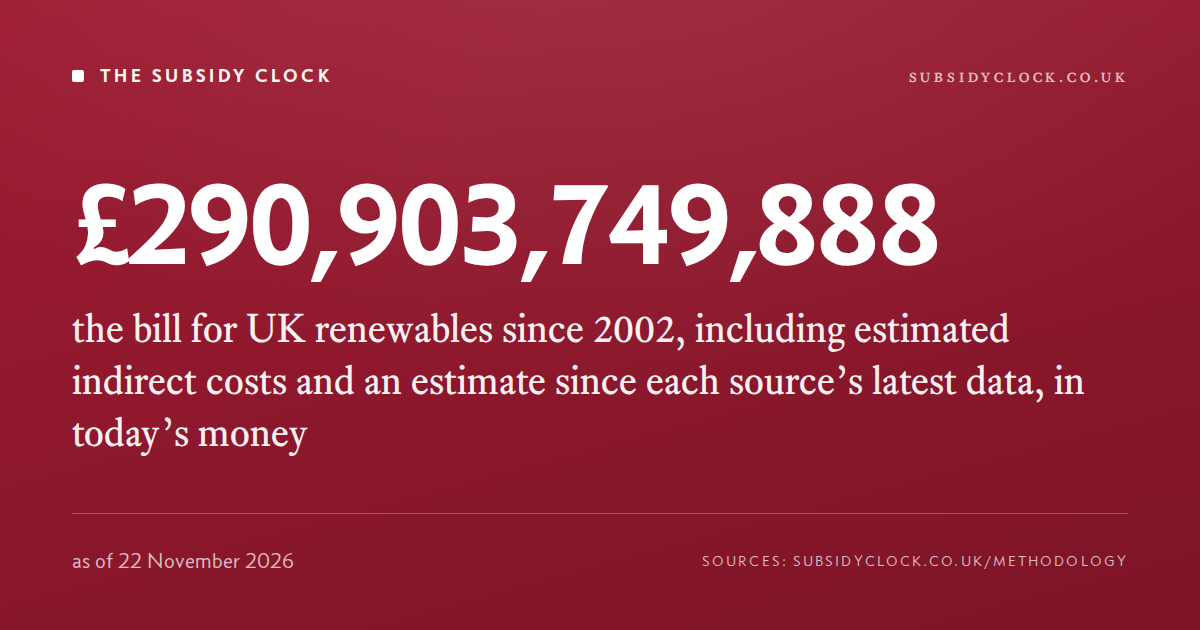 THE SUBSIDY CLOCK
SUBSIDYCLOCK.CO.UK
£290,903,749,888
the bill for UK renewables since 2002, including estimated
indirect costs and an estimate since each source’s latest data, in
today’s money
as of 22 November 2026
SOURCES: SUBSIDYCLOCK.CO.UK/METHODOLOGY